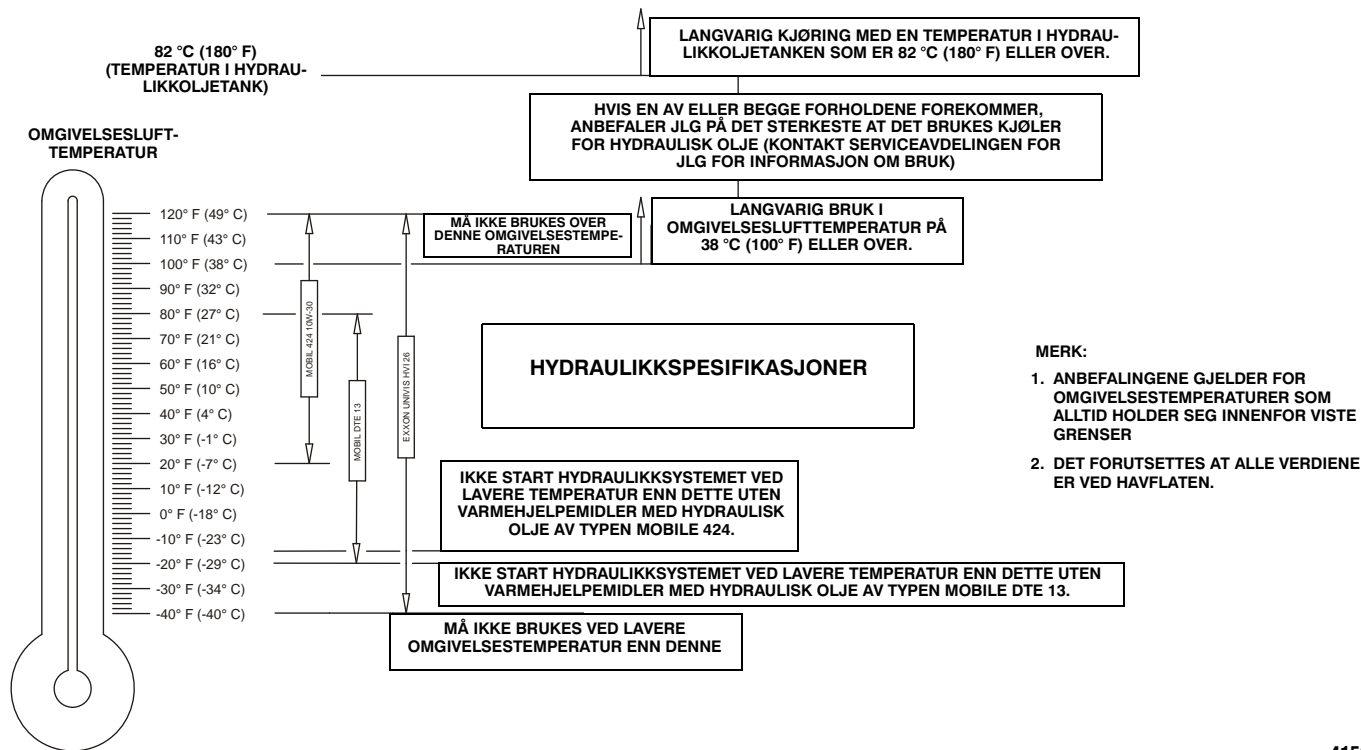 82 °C (180° F)
(TEMPERATUR I HYDRAU-
LIKKOLJETANK)
LANGVARIG KJØRING MED EN TEMPERATUR I HYDRAU-
LIKKOLJETANKEN SOM ER 82 °C (180° F) ELLER OVER.
HVIS EN AV ELLER BEGGE FORHOLDENE FOREKOMMER,
ANBEFALER JLG PÅ DET STERKESTE AT DET BRUKES KJØLER
FOR HYDRAULISK OLJE (KONTAKT SERVICEAVDELINGEN FOR
JLG FOR INFORMASJON OM BRUK)
OMGIVELSESLUFT-
TEMPERATUR
120° F (49° C)
110° F (43° C)
100° F (38° C)
90° F (32° C)
80° F (27° C)
70° F (21° C)
60° F (16° C)
50° F (10° C)
40° F (4° C)
30° F (-1° C)
20° F (-7° C)
10° F (-12° C)
0° F (-18° C)
-10° F (-23° C)
-20° F (-29° C)
-30° F (-34° C)
-40° F (-40° C)
MOBIL 424 10W-30
MOBIL DTE 13
EXXON UNIVIS HVI 26
MÅ IKKE BRUKES OVER
DENNE OMGIVELSESTEMPE-
RATUREN
LANGVARIG BRUK I
OMGIVELSESLUFTTEMPERATUR PÅ
38 °C (100° F) ELLER OVER.
HYDRAULIKKSPESIFIKASJONER
MERK:
1. ANBEFALINGENE GJELDER FOR
OMGIVELSESTEMPERATURER SOM
ALLTID HOLDER SEG INNENFOR VISTE
GRENSER
2. DET FORUTSETTES AT ALLE VERDIENE
ER VED HAVFLATEN.
IKKE START HYDRAULIKKSYSTEMET VED
LAVERE TEMPERATUR ENN DETTE UTEN
VARMEHJELPEMIDLER MED HYDRAULISK
OLJE AV TYPEN MOBILE 424.
IKKE START HYDRAULIKKSYSTEMET VED LAVERE TEMPERATUR ENN DETTE UTEN
VARMEHJELPEMIDLER MED HYDRAULISK OLJE AV TYPEN MOBILE DTE 13.
MÅ IKKE BRUKES VED LAVERE
OMGIVELSESTEMPERATUR ENN DENNE